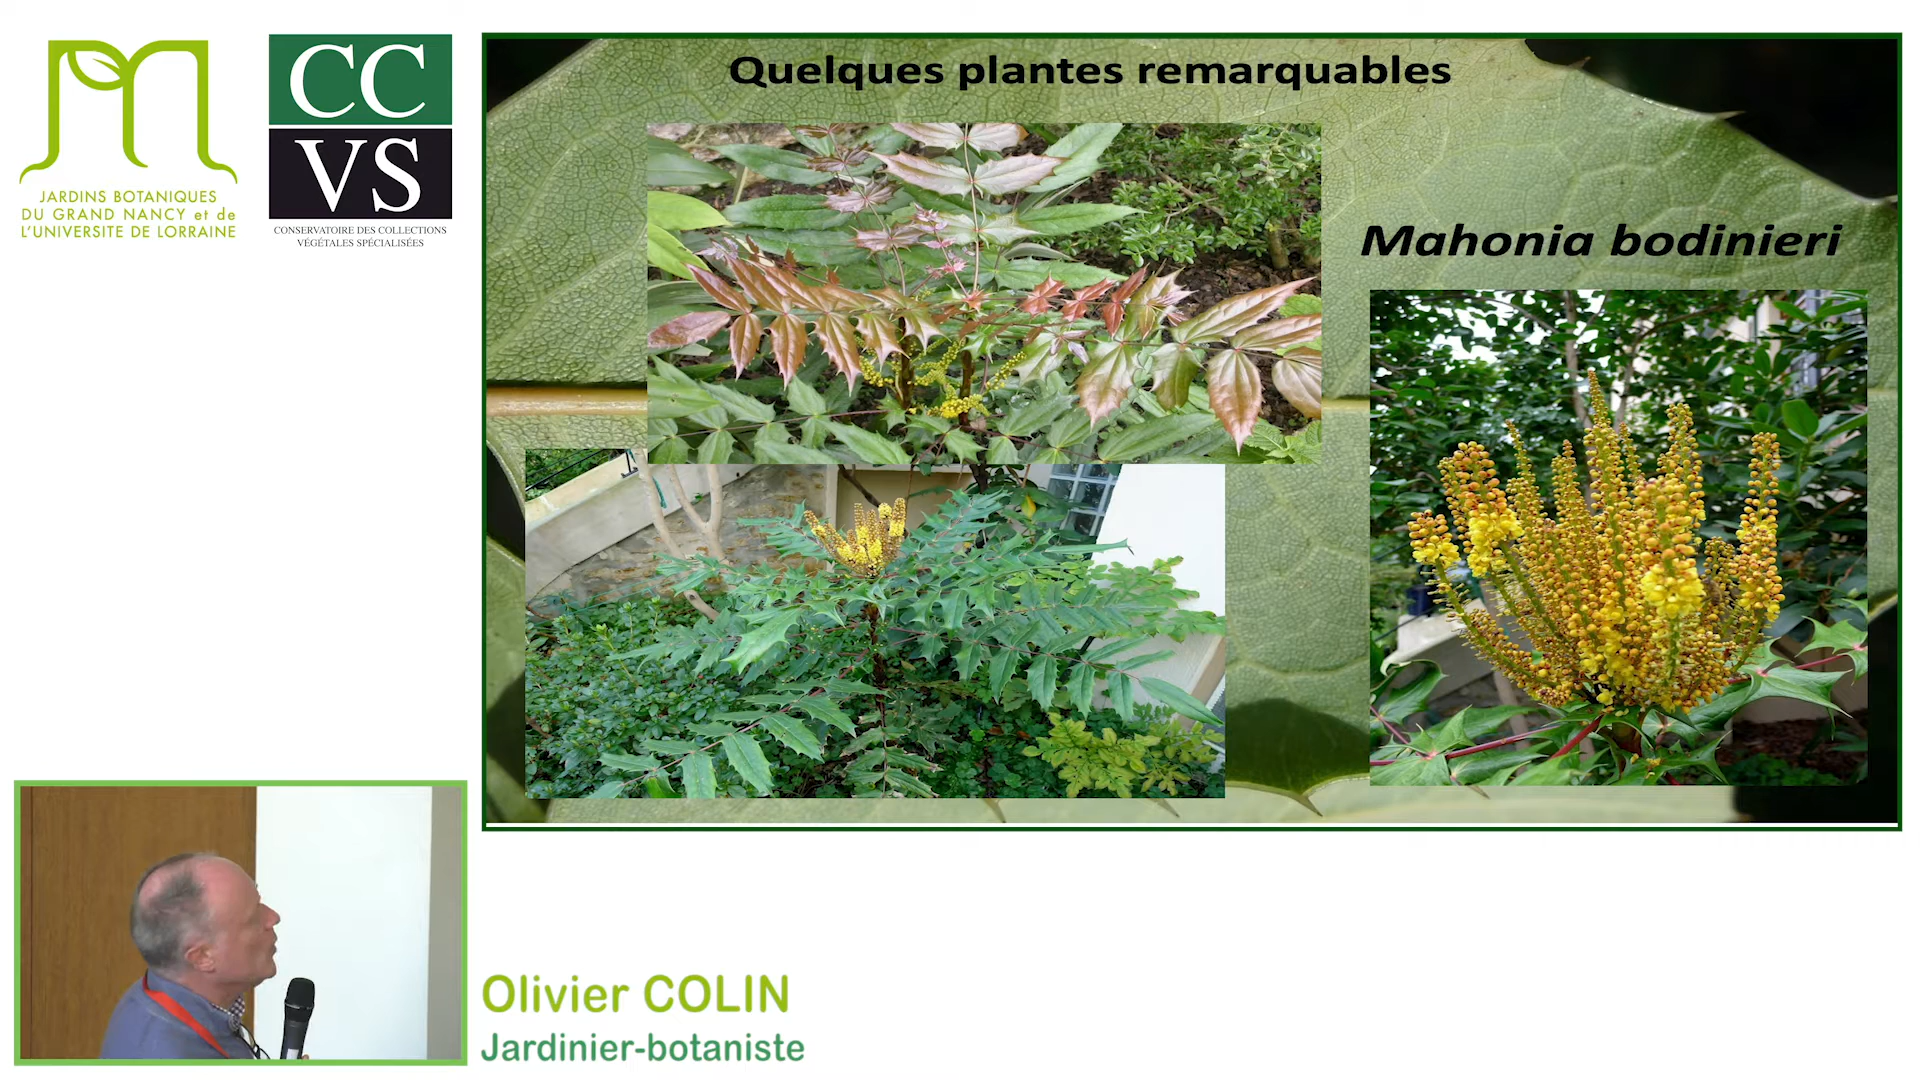 JARDINS BOTANIQUES
DU GRAND NANCY et de
L'UNIVERSITE DE LORRAINE
CC
VS
CONSERVATOIRE DES COLLECTIONS
VÉGÉTALES SPÉCIALISÉES
Quelques plantes remarquables
Mahonia bodinieri
Olivier COLIN
Jardinier-botaniste